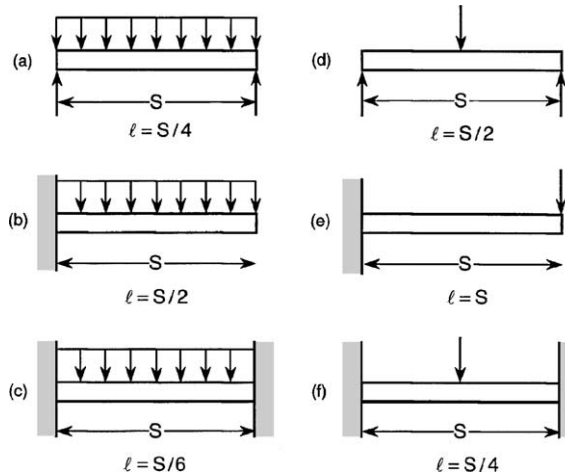 (a)
S
ℓ = S/4
(d)
S
ℓ = S/2
(b)
S
ℓ = S/2
(e)
S
ℓ = S
(c)
S
ℓ = S/6
(f)
S
ℓ = S/4